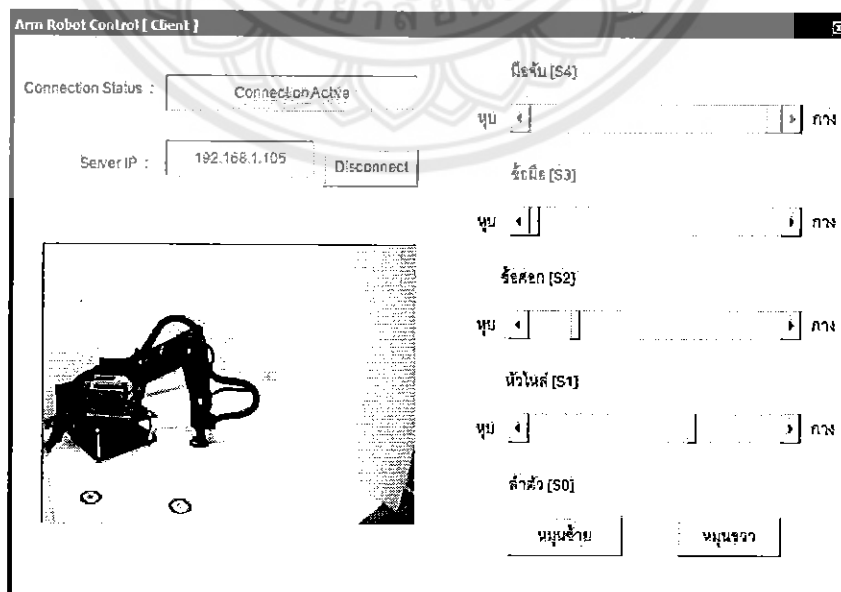 Arm Robot Control [ Client ]
Connection Status :
Connection Active
Server IP :
192.168.1.105
Disconnect
มือจับ [S4]
หุบ
กาง
ข้อมือ [S3]
หุบ
กาง
ข้อศอก [S2]
หุบ
กาง
หัวไหล่ [S1]
หุบ
กาง
ลำตัว [S0]
หมุนซ้าย
หมุนขวา